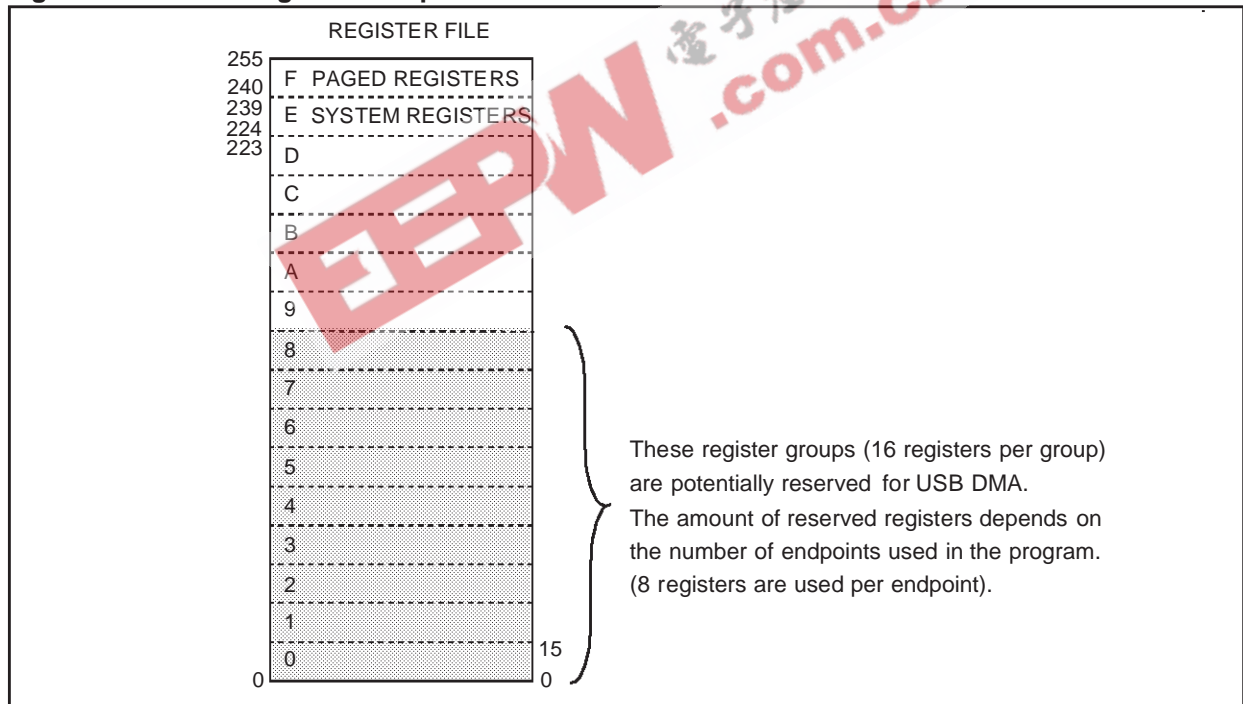 REGISTER FILE
255
F PAGED REGISTERS
240
239
E SYSTEM REGISTERS
224
223
D
C
B
A
9
8
7
6
5
4
3
2
1
0
15
0
0
These register groups (16 registers per group)
are potentially reserved for USB DMA.
The amount of reserved registers depends on
the number of endpoints used in the program.
(8 registers are used per endpoint).
EEPW
.com.c